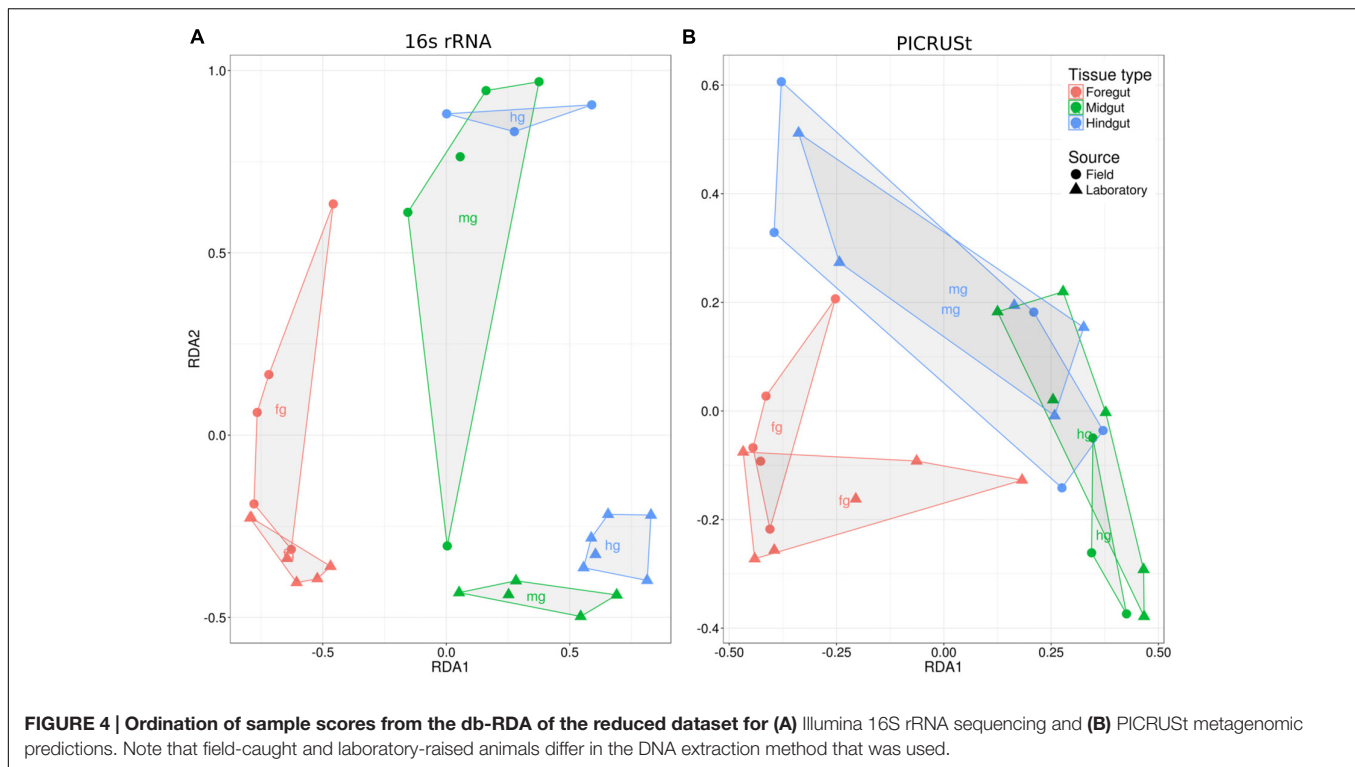 A
16s rRNA
B
PICRUSt
1.0
0.5
0.0
-0.5
RDA2
-0.5
0.0
0.5
RDA1
hg
mg
fg
hg
mg
0.6
0.4
0.2
0.0
-0.2
-0.4
-0.50
-0.25
0.00
0.25
0.50
RDA1
mg
mg
fg
fg
hg
hg
Tissue type
Foregut
Midgut
Hindgut
Source
Field
Laboratory
FIGURE 4 | Ordination of sample scores from the db-RDA of the reduced dataset for (A) Illumina 16S rRNA sequencing and (B) PICRUSt metagenomic
predictions. Note that field-caught and laboratory-raised animals differ in the DNA extraction method that was used.